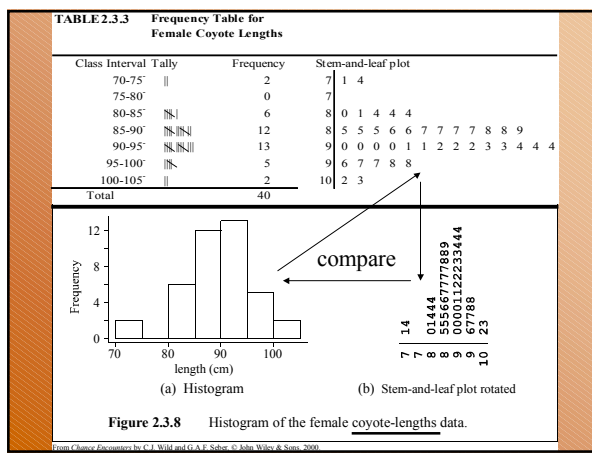 TABLE 2.3.3 Frequency Table for
Female Coyote Lengths
Class Interval Tally Frequency Stem-and-leaf plot
70-75⁻ || 2 7 | 1 4
75-80⁻ 0 7 |
80-85⁻ 6 8 | 0 1 4 4 4
85-90⁻ 12 8 | 5 5 5 6 6 7 7 7 7 8 8 9
90-95⁻ 13 9 | 0 0 0 0 1 1 2 2 2 3 3 4 4 4
95-100⁻ 5 9 | 6 7 7 8 8
100-105⁻ || 2 10 | 2 3
Total 40
Frequency
12
8
4
0
70 80 90 100
length (cm)
(a) Histogram
compare
7 14
7
8 01444
8 555667777889
9 00001122233444
9 67788
10 23
(b) Stem-and-leaf plot rotated
Figure 2.3.8 Histogram of the female coyote-lengths data.
From Chance Encounters by C.J. Wild and G.A.F. Seber, © John Wiley & Sons, 2000.